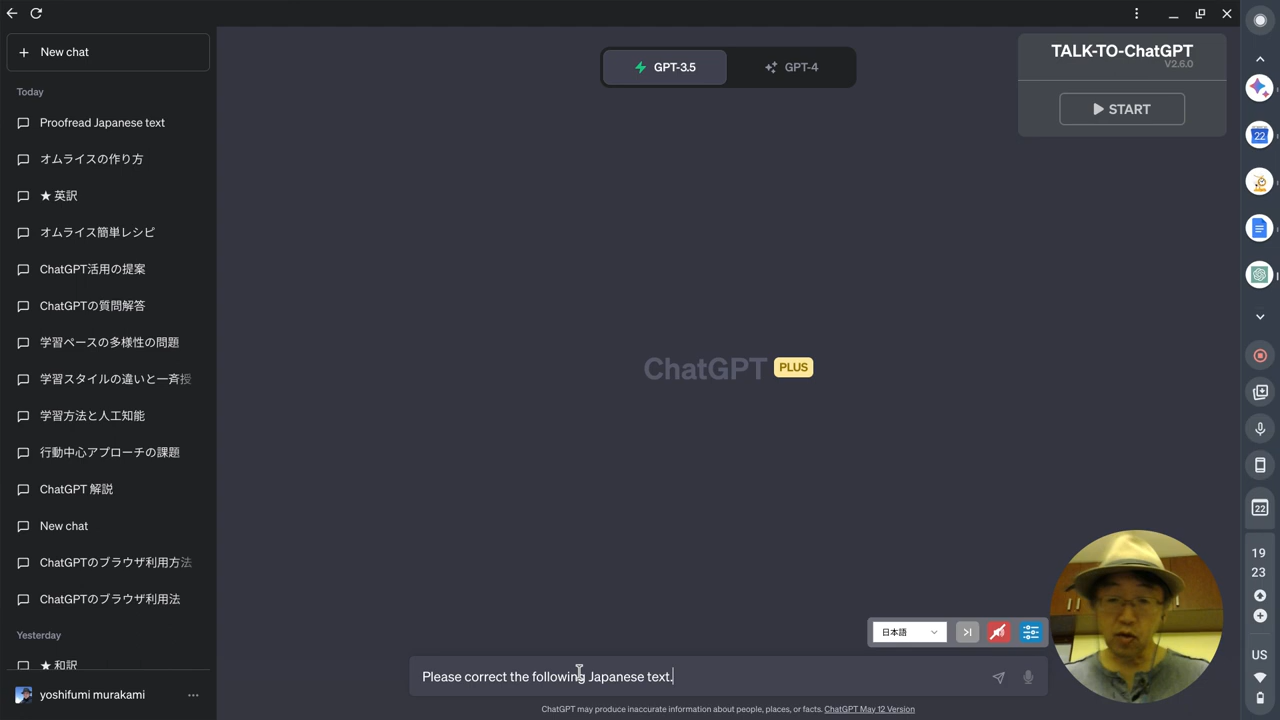 New chat
Today
Proofread Japanese text
オムライスの作り方
★ 英訳
オムライス簡単レシピ
ChatGPT活用の提案
ChatGPTの質問解答
学習ペースの多様性の問題
学習スタイルの違いと一斉授
学習方法と人工知能
行動中心アプローチの課題
ChatGPT 解説
New chat
ChatGPTのブラウザ利用方法
ChatGPTのブラウザ利用法
Yesterday
★ 和訳
yoshifumi murakami
GPT-3.5
GPT-4
TALK-TO-ChatGPT
V2.6.0
START
ChatGPT PLUS
日本語
Please correct the following Japanese text.
ChatGPT may produce inaccurate information about people, places, or facts. ChatGPT May 12 Version
22
22
19
23
US